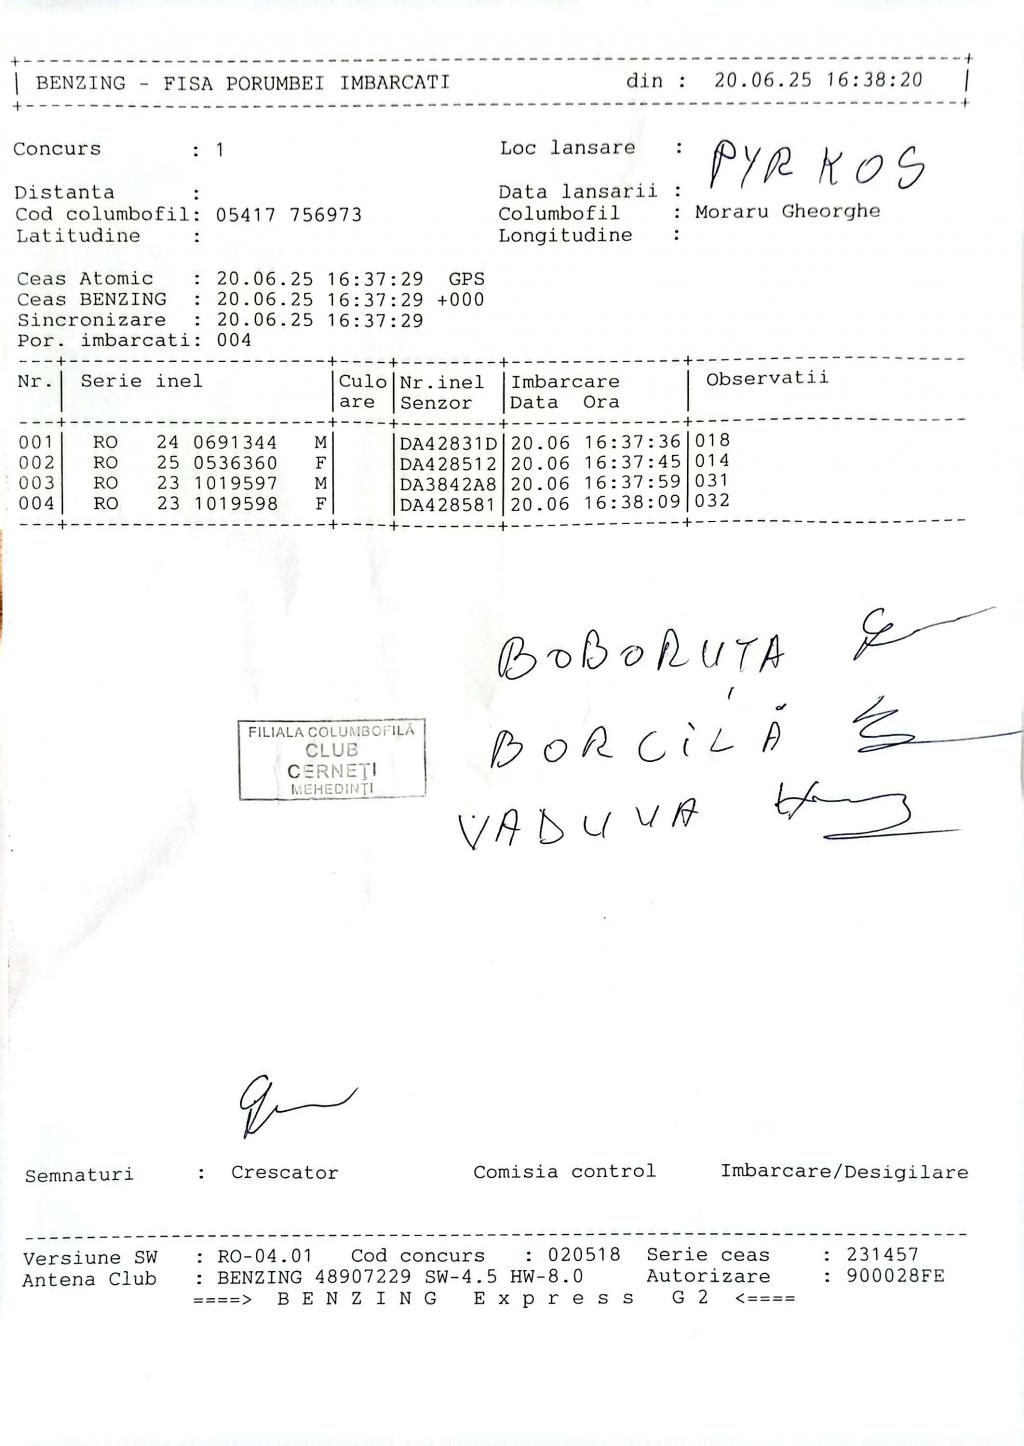 BENZING - FISA PORUMBEI IMBARCATI din : 20.06.25 16:38:20
Concurs : 1 Loc lansare : PYRKOS
Distanta : Data lansarii :
Cod columbofil: 05417 756973 Columbofil : Moraru Gheorghe
Latitudine : Longitudine :
Ceas Atomic : 20.06.25 16:37:29 GPS
Ceas BENZING : 20.06.25 16:37:29 +000
Sincronizare : 20.06.25 16:37:29
Por. imbarcati: 004
Nr. Serie inel Culo Nr.inel Imbarcare Observatii
are Senzor Data Ora
001 RO 24 0691344 M DA42831D 20.06 16:37:36 018
002 RO 25 0536360 F DA428512 20.06 16:37:45 014
003 RO 23 1019597 M DA3842A8 20.06 16:37:59 031
004 RO 23 1019598 F DA428581 20.06 16:38:09 032
BOBORUȚA
FILIALA COLUMBOFILĂ
CLUB
CERNEŢI
MEHEDINŢI
BORCILĂ
VADUVA
Semnaturi : Crescator Comisia control Imbarcare/Desigilare
Versiune SW : RO-04.01 Cod concurs : 020518 Serie ceas : 231457
Antena Club : BENZING 48907229 SW-4.5 HW-8.0 Autorizare : 900028FE
====> B E N Z I N G E x p r e s s G 2 <====